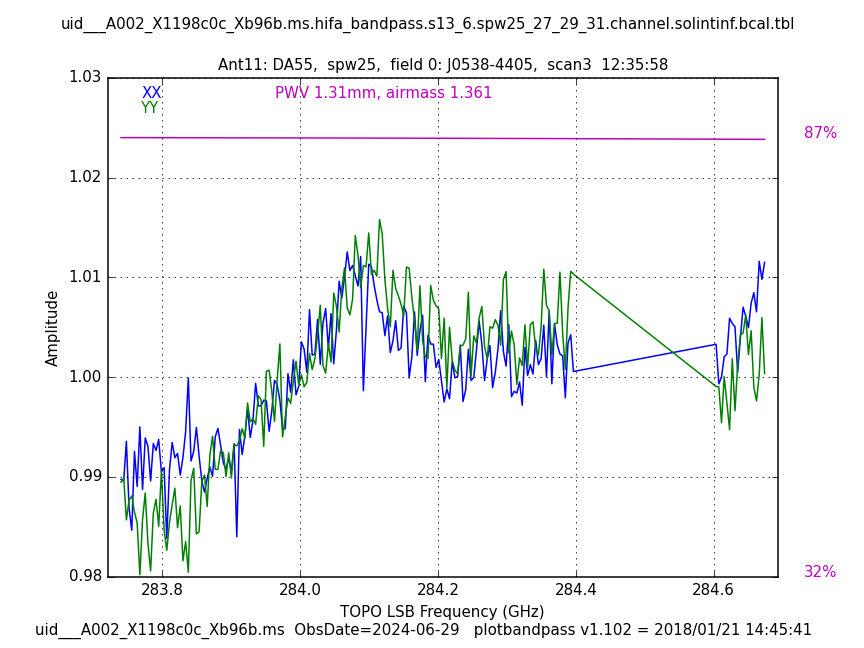 uid___A002_X1198c0c_Xb96b.ms.hifa_bandpass.s13_6.spw25_27_29_31.channel.solintinf.bcal.tbl
Ant11: DA55,  spw25,  field 0: J0538-4405,  scan3  12:35:58
1.03
XX
PWV 1.31mm, airmass 1.361
YY
87%
1.02
1.01
Amplitude
1.00
0.99
0.98
32%
283.8 284.0 284.2 284.4 284.6
TOPO LSB Frequency (GHz)
uid___A002_X1198c0c_Xb96b.ms  ObsDate=2024-06-29   plotbandpass v1.102 = 2018/01/21 14:45:41